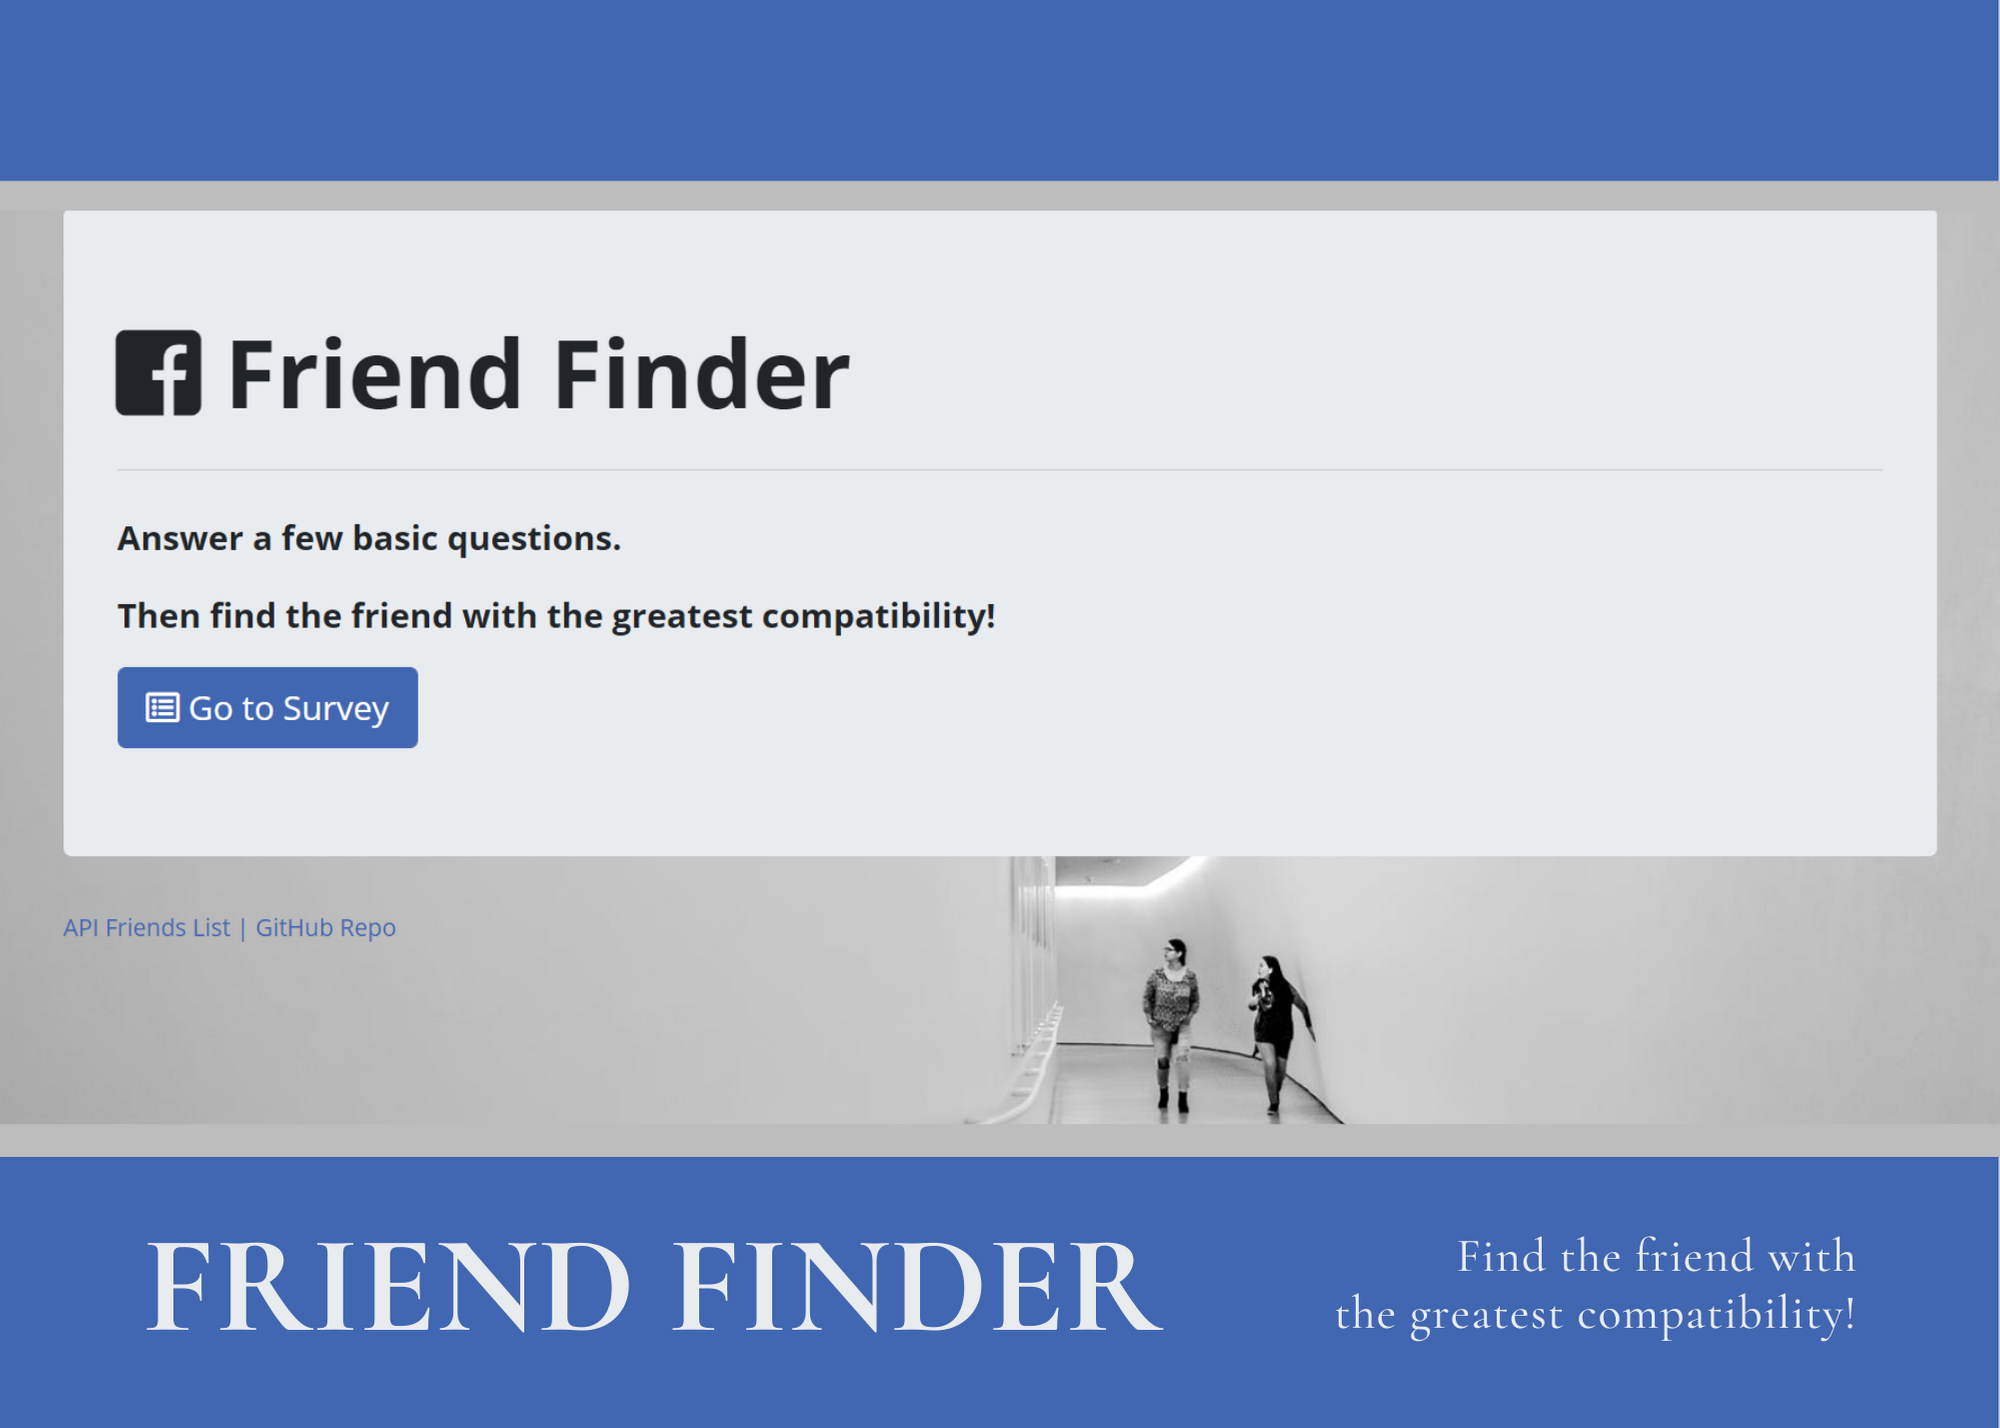 Friend Finder
Answer a few basic questions.
Then find the friend with the greatest compatibility!
Go to Survey
API Friends List | GitHub Repo
FRIEND FINDER
Find the friend with
the greatest compatibility!